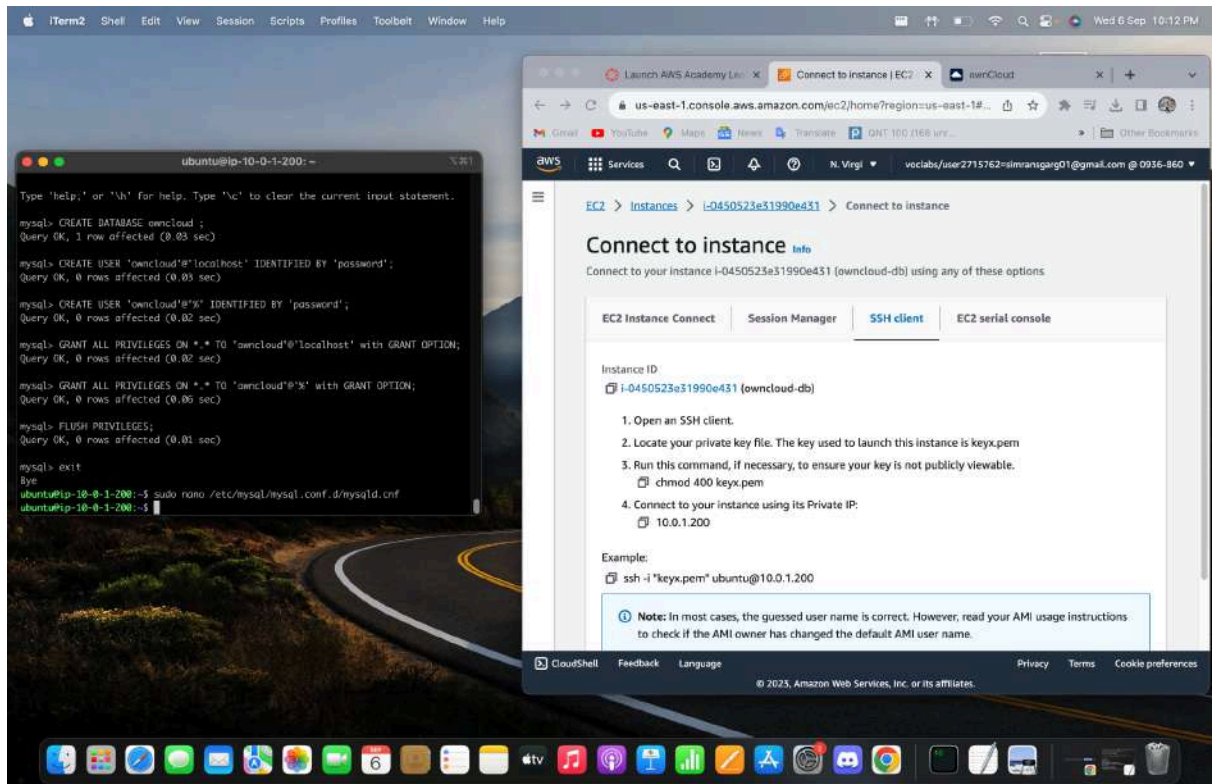 iTerm2 Shell Edit View Session Scripts Profiles Toolbelt Window Help
Wed 6 Sep 10:12 PM
ubuntu@ip-10-0-1-200: ~
Type 'help;' or '\h' for help. Type '\c' to clear the current input statement.
mysql> CREATE DATABASE owncloud ;
Query OK, 1 row affected (0.03 sec)
mysql> CREATE USER 'owncloud'@'localhost' IDENTIFIED BY 'password';
Query OK, 0 rows affected (0.03 sec)
mysql> CREATE USER 'owncloud'@'%' IDENTIFIED BY 'password';
Query OK, 0 rows affected (0.02 sec)
mysql> GRANT ALL PRIVILEGES ON *.* TO 'owncloud'@'localhost' with GRANT OPTION;
Query OK, 0 rows affected (0.02 sec)
mysql> GRANT ALL PRIVILEGES ON *.* TO 'owncloud'@'%' with GRANT OPTION;
Query OK, 0 rows affected (0.06 sec)
mysql> FLUSH PRIVILEGES;
Query OK, 0 rows affected (0.01 sec)
mysql> exit
Bye
ubuntu@ip-10-0-1-200:~$ sudo nano /etc/mysql/mysql.conf.d/mysqld.cnf
ubuntu@ip-10-0-1-200:~$
Launch AWS Academy Lea
Connect to instance | EC2
ownCloud
us-east-1.console.aws.amazon.com/ec2/home?region=us-east-1#...
Gmail YouTube Maps News Translate Other Bookmarks
aws Services N. Virgi voclabs/user2715762=simransgarg01@gmail.com @ 0936-860
EC2 > Instances > i-0450523e31990e431 > Connect to instance
Connect to instance Info
Connect to your instance i-0450523e31990e431 (owncloud-db) using any of these options
EC2 Instance Connect Session Manager SSH client EC2 serial console
Instance ID
i-0450523e31990e431 (owncloud-db)
1. Open an SSH client.
2. Locate your private key file. The key used to launch this instance is keyx.pem
3. Run this command, if necessary, to ensure your key is not publicly viewable.
chmod 400 keyx.pem
4. Connect to your instance using its Private IP:
10.0.1.200
Example:
ssh -i "keyx.pem" ubuntu@10.0.1.200
Note: In most cases, the guessed user name is correct. However, read your AMI usage instructions
to check if the AMI owner has changed the default AMI user name.
CloudShell Feedback Language Privacy Terms Cookie preferences
© 2023, Amazon Web Services, Inc. or its affiliates.
SEP
6
tv